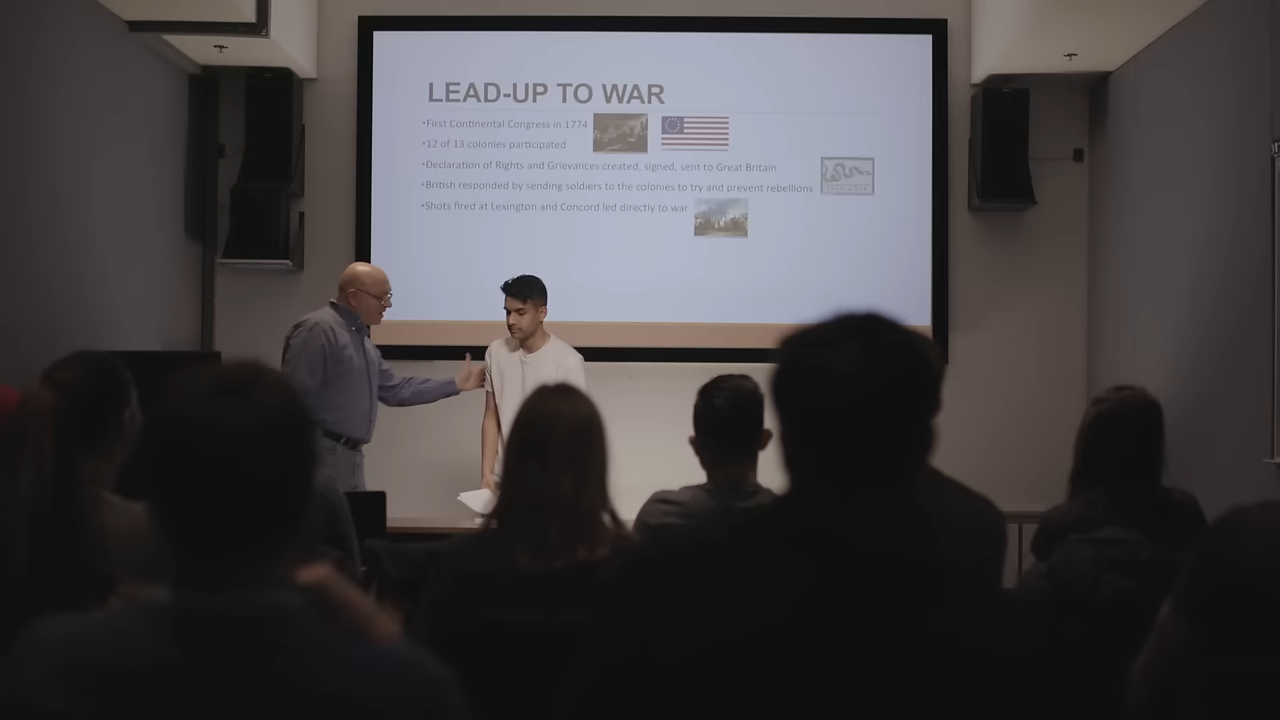 LEAD-UP TO WAR
•First Continental Congress in 1774
•12 of 13 colonies participated
•Declaration of Rights and Grievances created, signed, sent to Great Britain
•British responded by sending soldiers to the colonies to try and prevent rebellions
•Shots fired at Lexington and Concord led directly to war